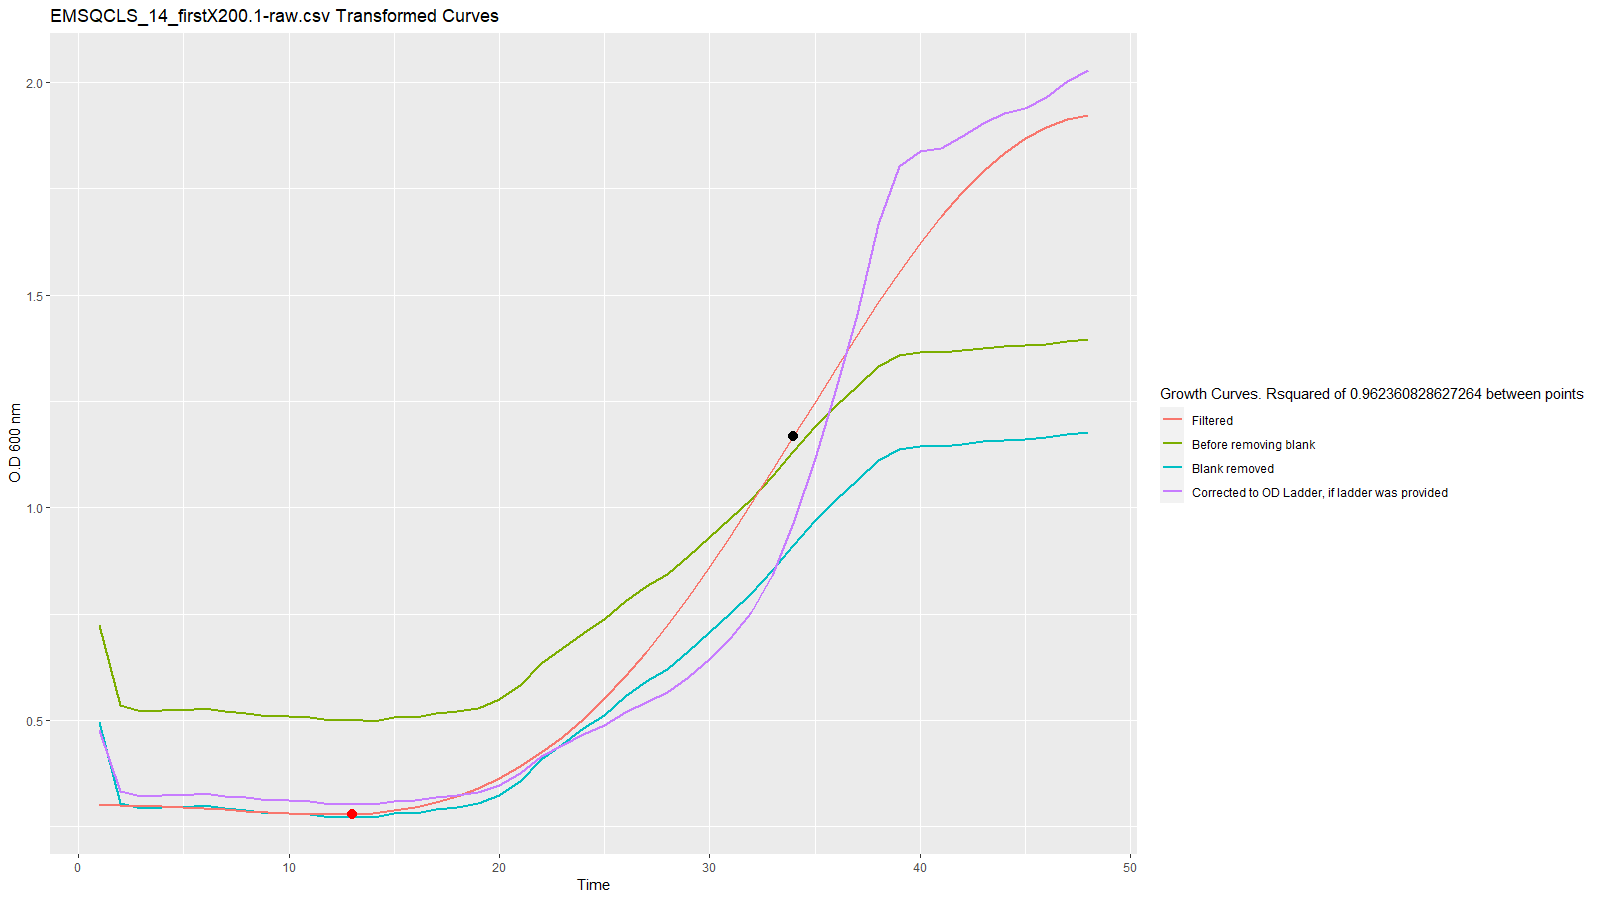 EMSQCLS_14_firstX200.1-raw.csv Transformed Curves
2.0
1.5
1.0
0.5
O.D 600 nm
0
10
20
30
40
50
Time
Growth Curves. Rsquared of 0.962360828627264 between points
Filtered
Before removing blank
Blank removed
Corrected to OD Ladder, if ladder was provided